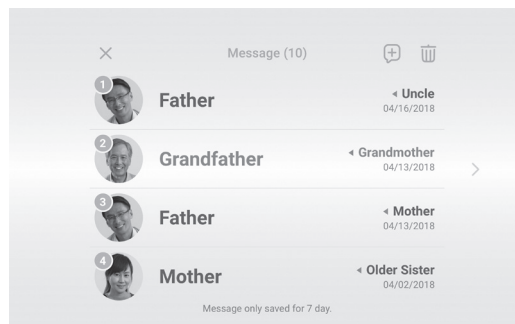 Message (10)
1
Father
◂ Uncle
04/16/2018
2
Grandfather
◂ Grandmother
04/13/2018
3
Father
◂ Mother
04/13/2018
4
Mother
◂ Older Sister
04/02/2018
Message only saved for 7 day.